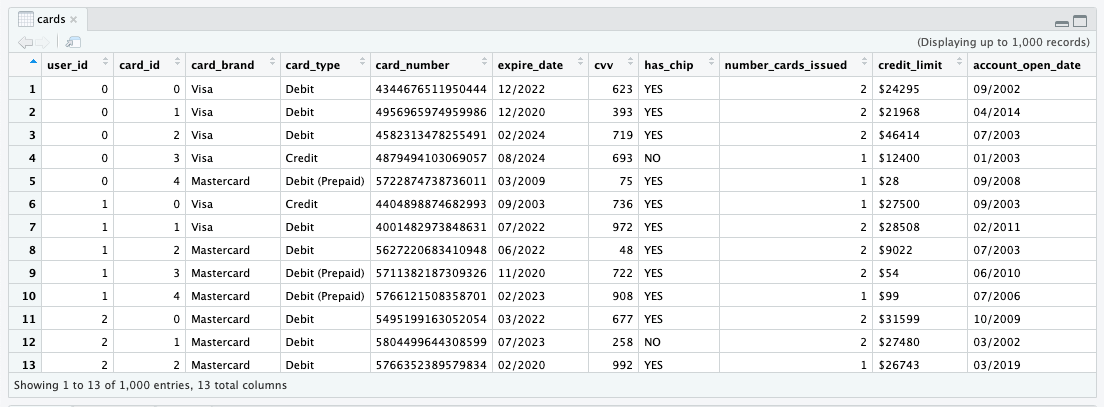 cards
(Displaying up to 1,000 records)
user_id card_id card_brand card_type card_number expire_date cvv has_chip number_cards_issued credit_limit account_open_date
1 0 0 Visa Debit 4344676511950444 12/2022 623 YES 2 $24295 09/2002
2 0 1 Visa Debit 4956965974959986 12/2020 393 YES 2 $21968 04/2014
3 0 2 Visa Debit 4582313478255491 02/2024 719 YES 2 $46414 07/2003
4 0 3 Visa Credit 4879494103069057 08/2024 693 NO 1 $12400 01/2003
5 0 4 Mastercard Debit (Prepaid) 5722874738736011 03/2009 75 YES 1 $28 09/2008
6 1 0 Visa Credit 4404898874682993 09/2003 736 YES 1 $27500 09/2003
7 1 1 Visa Debit 4001482973848631 07/2022 972 YES 2 $28508 02/2011
8 1 2 Mastercard Debit 5627220683410948 06/2022 48 YES 2 $9022 07/2003
9 1 3 Mastercard Debit (Prepaid) 5711382187309326 11/2020 722 YES 2 $54 06/2010
10 1 4 Mastercard Debit (Prepaid) 5766121508358701 02/2023 908 YES 1 $99 07/2006
11 2 0 Mastercard Debit 5495199163052054 03/2022 677 YES 2 $31599 10/2009
12 2 1 Mastercard Debit 5804499644308599 07/2023 258 NO 2 $27480 03/2002
13 2 2 Mastercard Debit 5766352389579834 02/2020 992 YES 1 $26743 03/2019
Showing 1 to 13 of 1,000 entries, 13 total columns